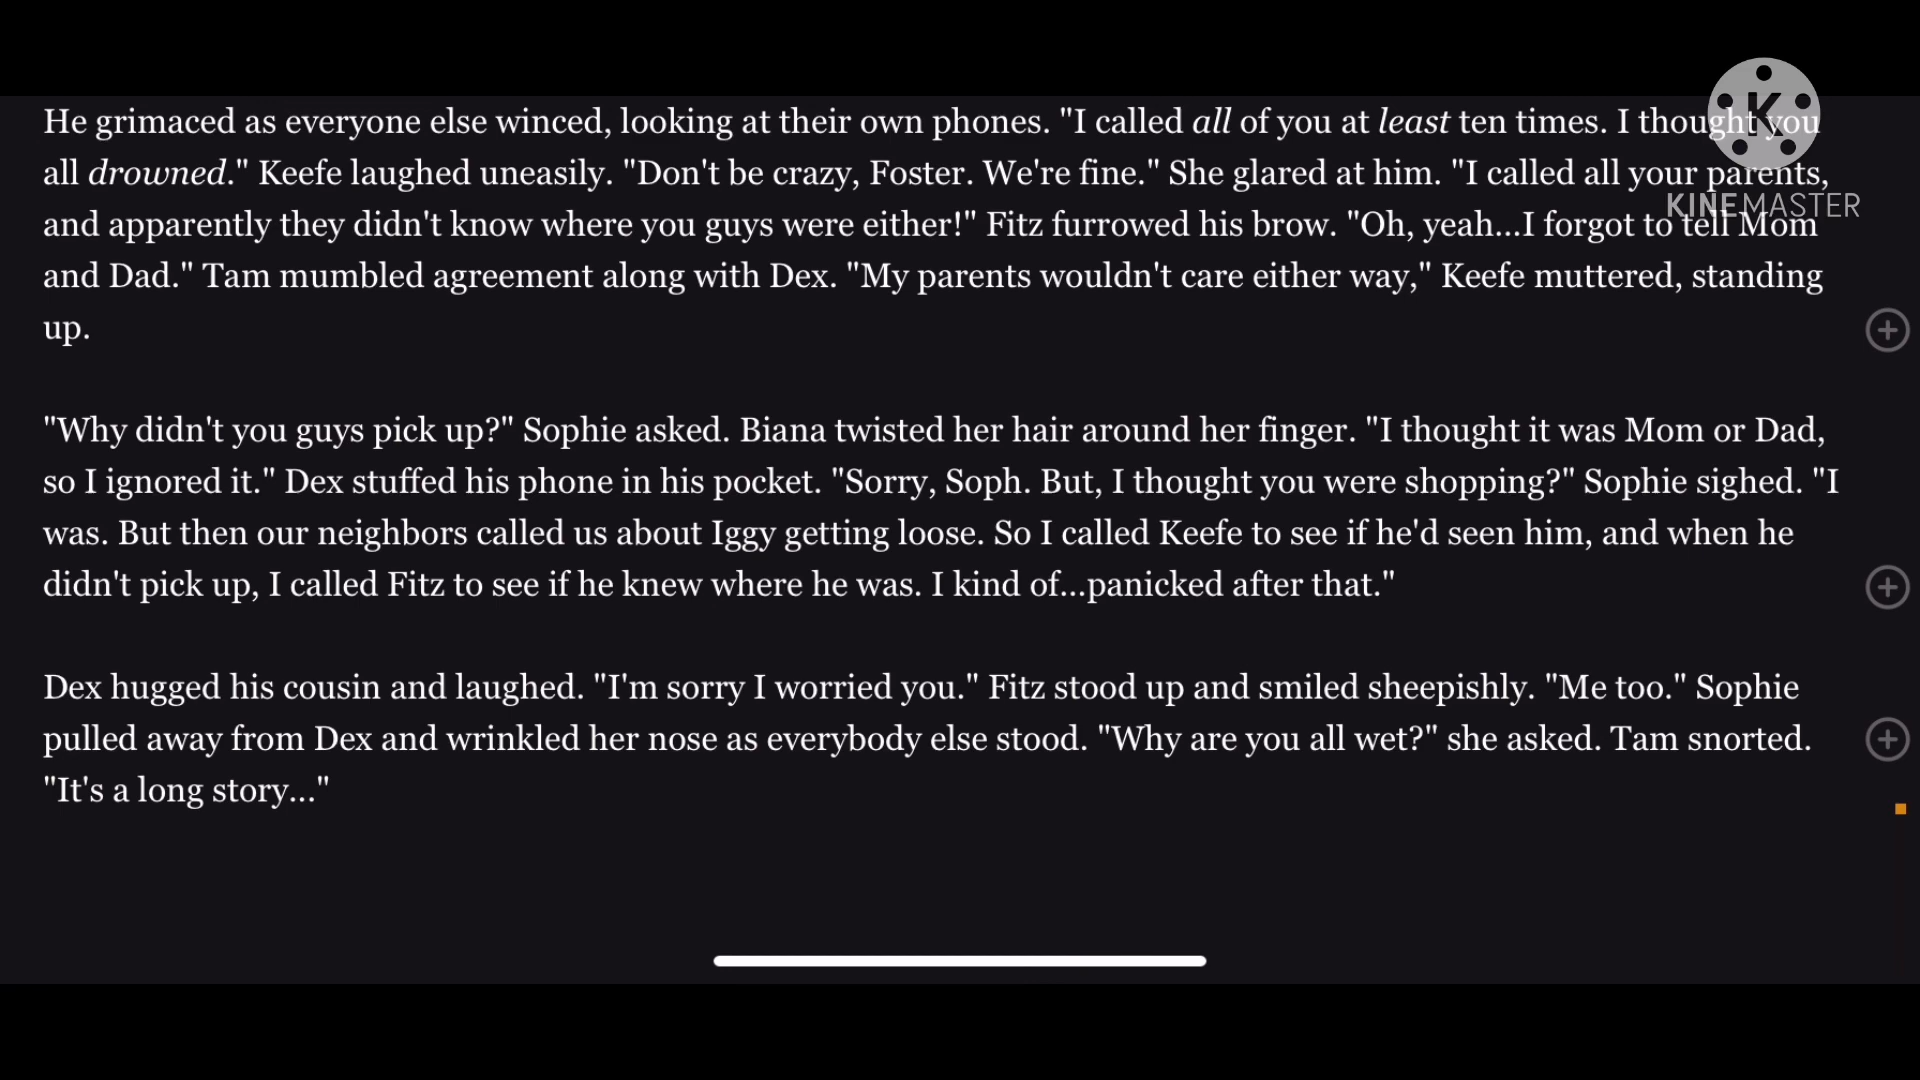 He grimaced as everyone else winced, looking at their own phones. "I called all of you at least ten times. I thought you
all drowned." Keefe laughed uneasily. "Don't be crazy, Foster. We're fine." She glared at him. "I called all your parents,
and apparently they didn't know where you guys were either!" Fitz furrowed his brow. "Oh, yeah...I forgot to tell Mom
and Dad." Tam mumbled agreement along with Dex. "My parents wouldn't care either way," Keefe muttered, standing
up.
"Why didn't you guys pick up?" Sophie asked. Biana twisted her hair around her finger. "I thought it was Mom or Dad,
so I ignored it." Dex stuffed his phone in his pocket. "Sorry, Soph. But, I thought you were shopping?" Sophie sighed. "I
was. But then our neighbors called us about Iggy getting loose. So I called Keefe to see if he'd seen him, and when he
didn't pick up, I called Fitz to see if he knew where he was. I kind of...panicked after that."
Dex hugged his cousin and laughed. "I'm sorry I worried you." Fitz stood up and smiled sheepishly. "Me too." Sophie
pulled away from Dex and wrinkled her nose as everybody else stood. "Why are you all wet?" she asked. Tam snorted.
"It's a long story..."
K
KINEMASTER